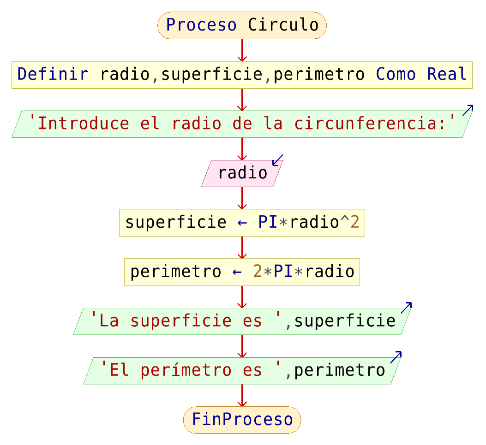 Proceso Circulo
Definir radio,superficie,perimetro Como Real
'Introduce el radio de la circunferencia:'
radio
superficie ← PI*radio^2
perimetro ← 2*PI*radio
'La superficie es ',superficie
'El perímetro es ',perimetro
FinProceso